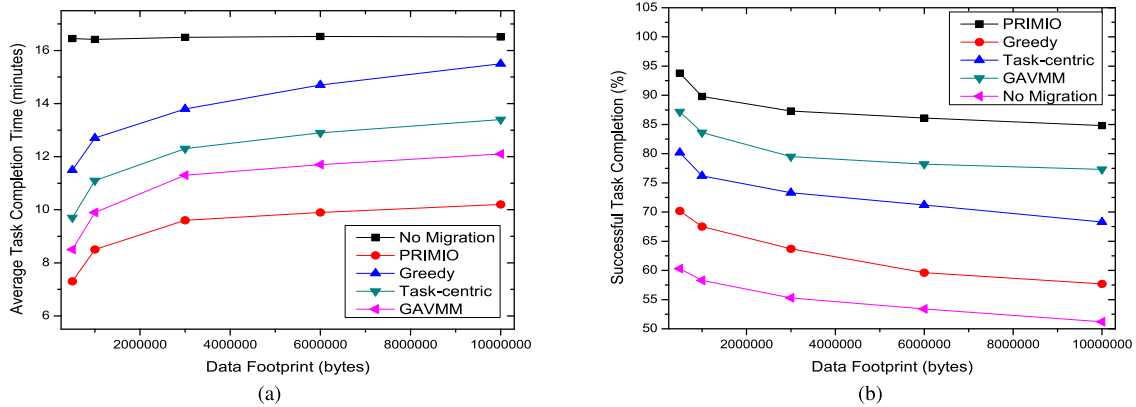 Average Task Completion Time (minutes)
16
14
12
10
8
6
No Migration
PRIMIO
Greedy
Task-centric
GAVMM
2000000 4000000 6000000 8000000 10000000
Data Footprint (bytes)
(a)
Successful Task Completion (%)
105
100
95
90
85
80
75
70
65
60
55
50
PRIMIO
Greedy
Task-centric
GAVMM
No Migration
2000000 4000000 6000000 8000000 10000000
Data Footprint (bytes)
(b)